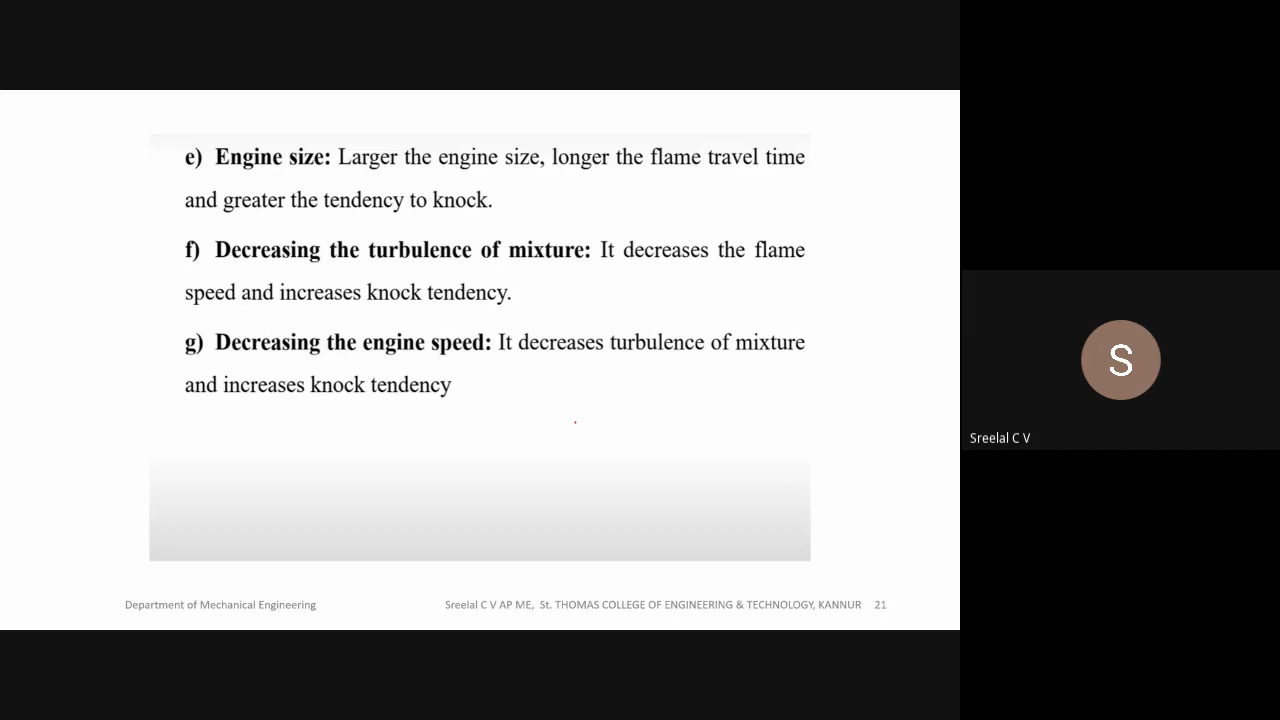 e) Engine size: Larger the engine size, longer the flame travel time
and greater the tendency to knock.
f) Decreasing the turbulence of mixture: It decreases the flame
speed and increases knock tendency.
g) Decreasing the engine speed: It decreases turbulence of mixture
and increases knock tendency
S
Sreelal C V
Department of Mechanical Engineering
Sreelal C V AP ME, St. THOMAS COLLEGE OF ENGINEERING & TECHNOLOGY, KANNUR 21